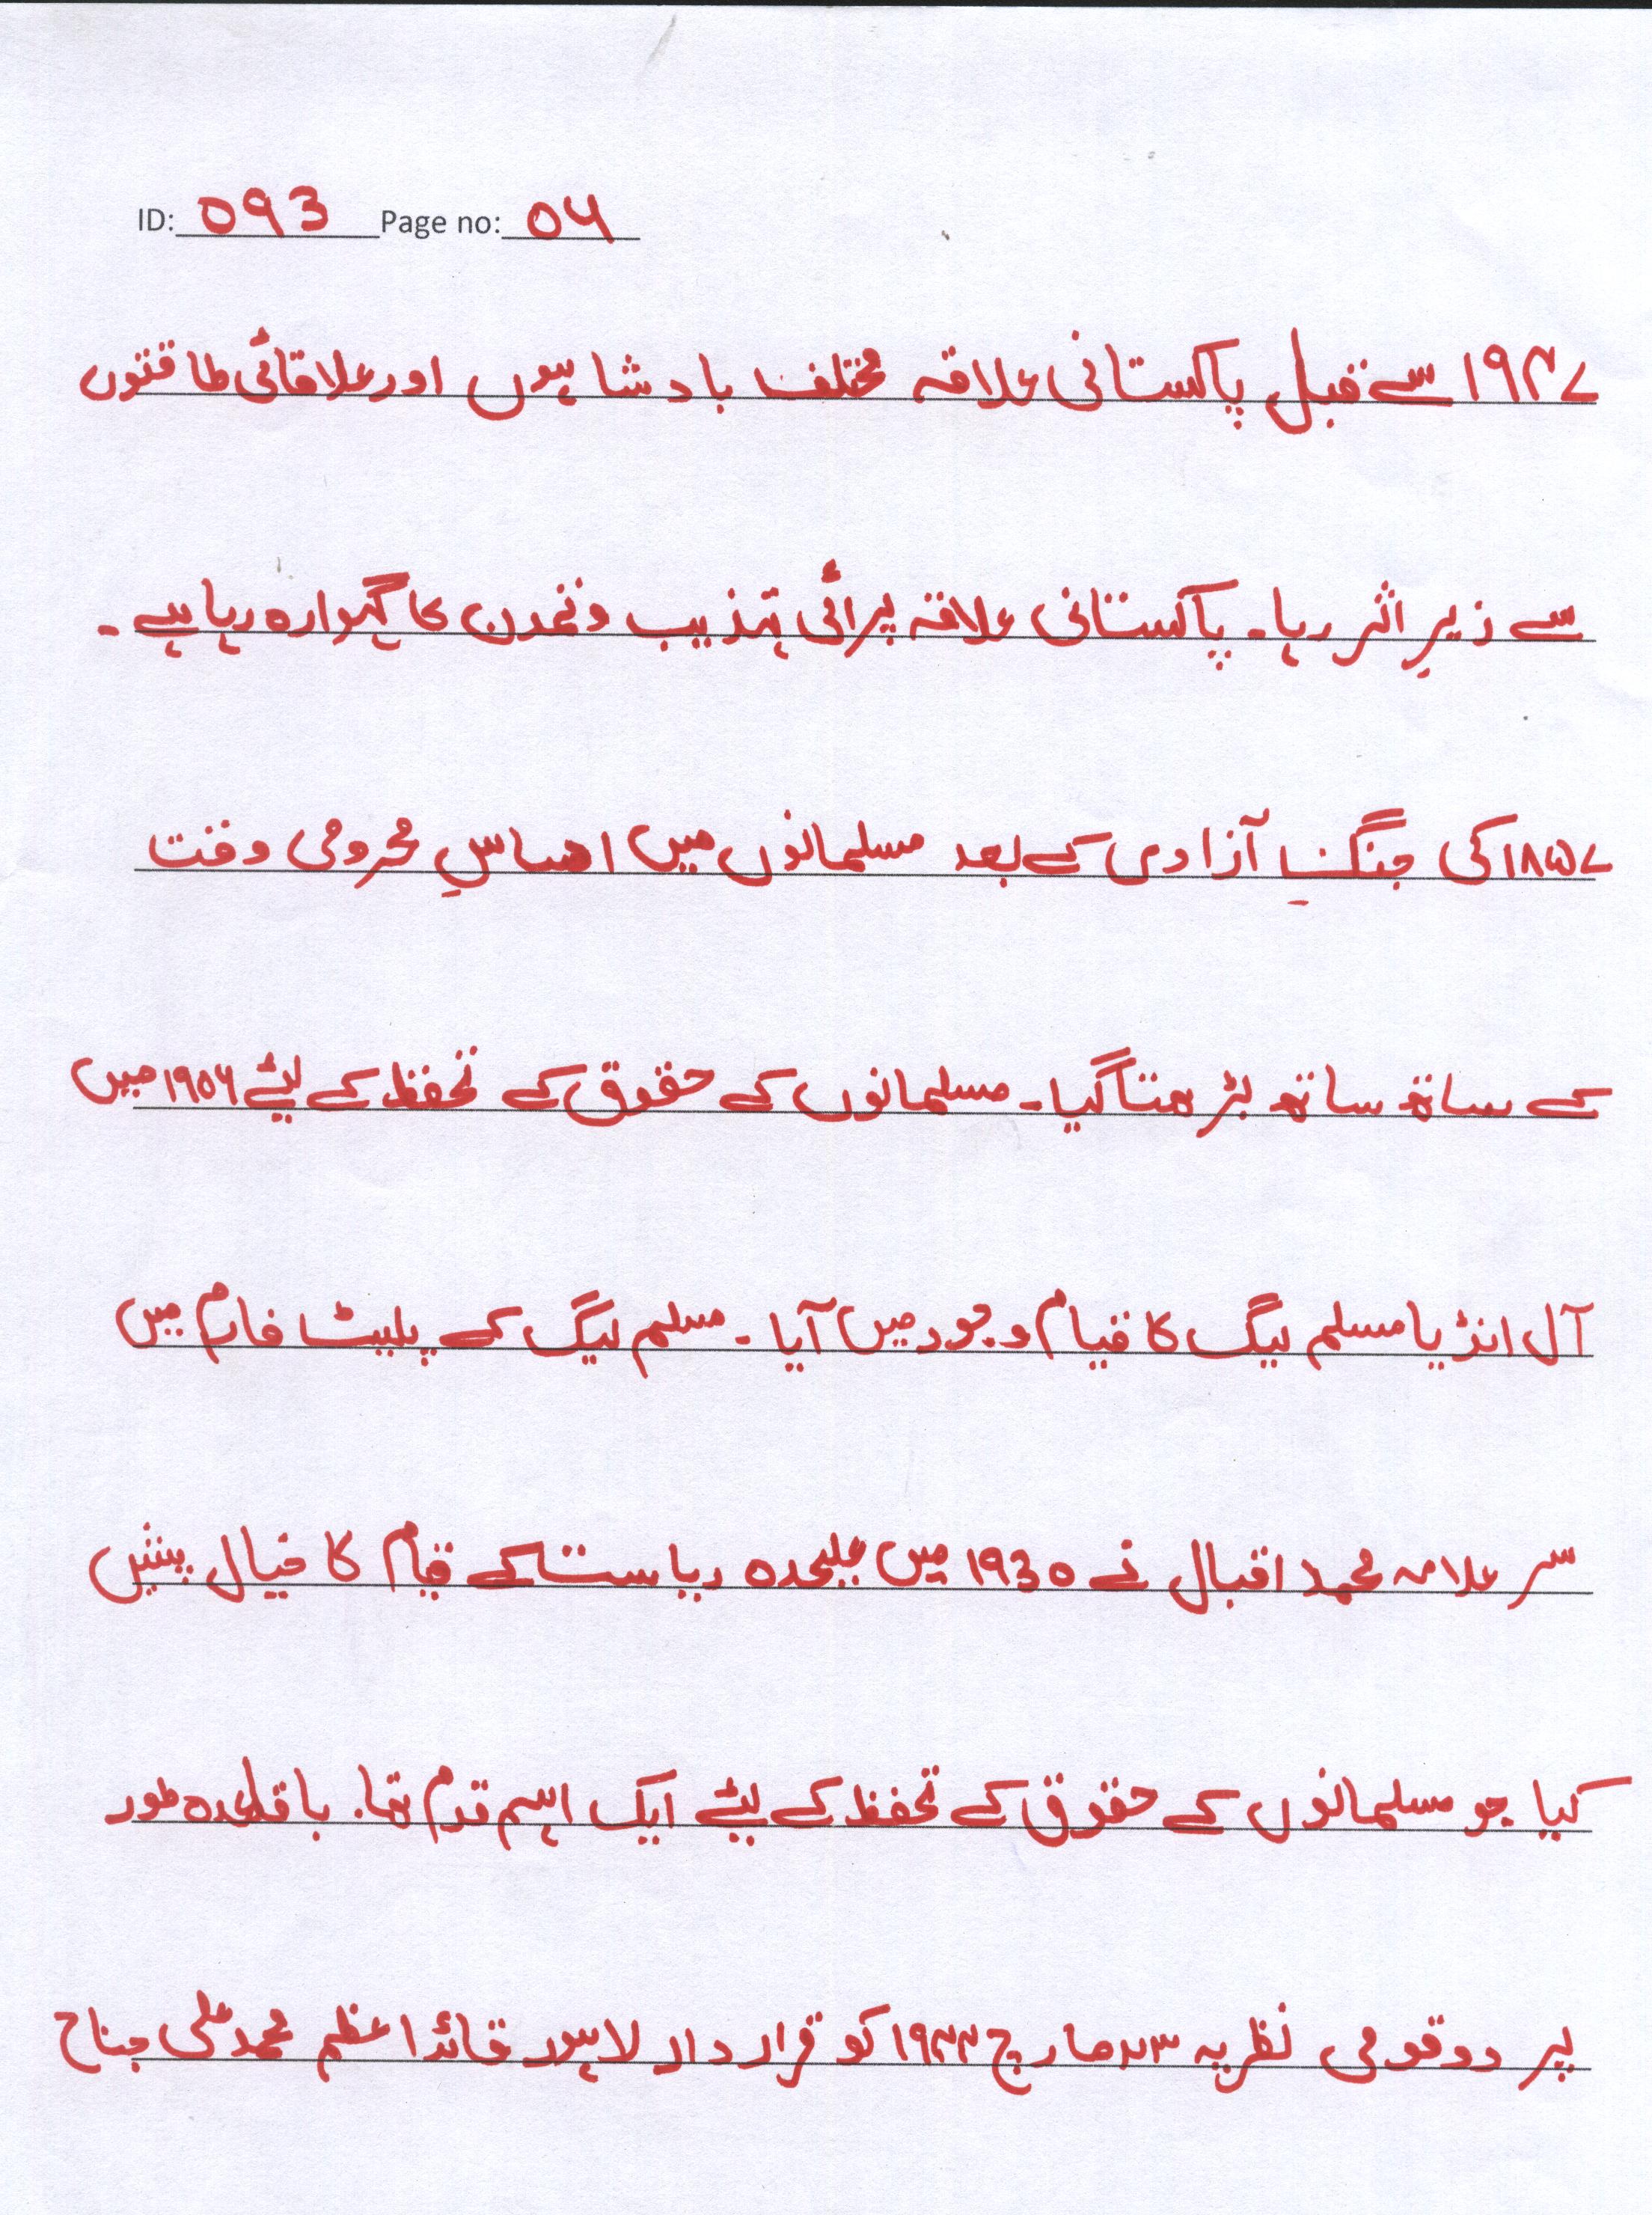 ID: 093 Page no: 04
۱۹۴۷ سے قبل پاکستانی علاقہ مختلف بادشاہوں اور علاقائی طاقتوں
سے زیرِ اثر رہا۔ پاکستانی علاقہ پرائی تہذیب و تمدن کا گہوارہ رہا ہے۔
۱۸۵۷ کی جنگِ آزادی کے بعد مسلمانوں میں احساسِ محرومی وقت
کے ساتھ ساتھ بڑھتا گیا۔ مسلمانوں کے حقوق کے تحفظ کے لیئے ۱۹۰۶ میں
آل انڈیا مسلم لیگ کا قیام وجود میں آیا۔ مسلم لیگ کے پلیٹ فارم میں
سر علامہ محمد اقبال نے 1930 میں علیحدہ ریاست کے قیام کا خیال پیش
کیا جو مسلمانوں کے حقوق کے تحفظ کے لیئے ایک اہم قدم تھا۔ باقاعدہ طور
پر دوقومی نظریہ ۲۳ مارچ ۱۹۴۴ کو قرارداد لاہور قائداعظم محمد علی جناح